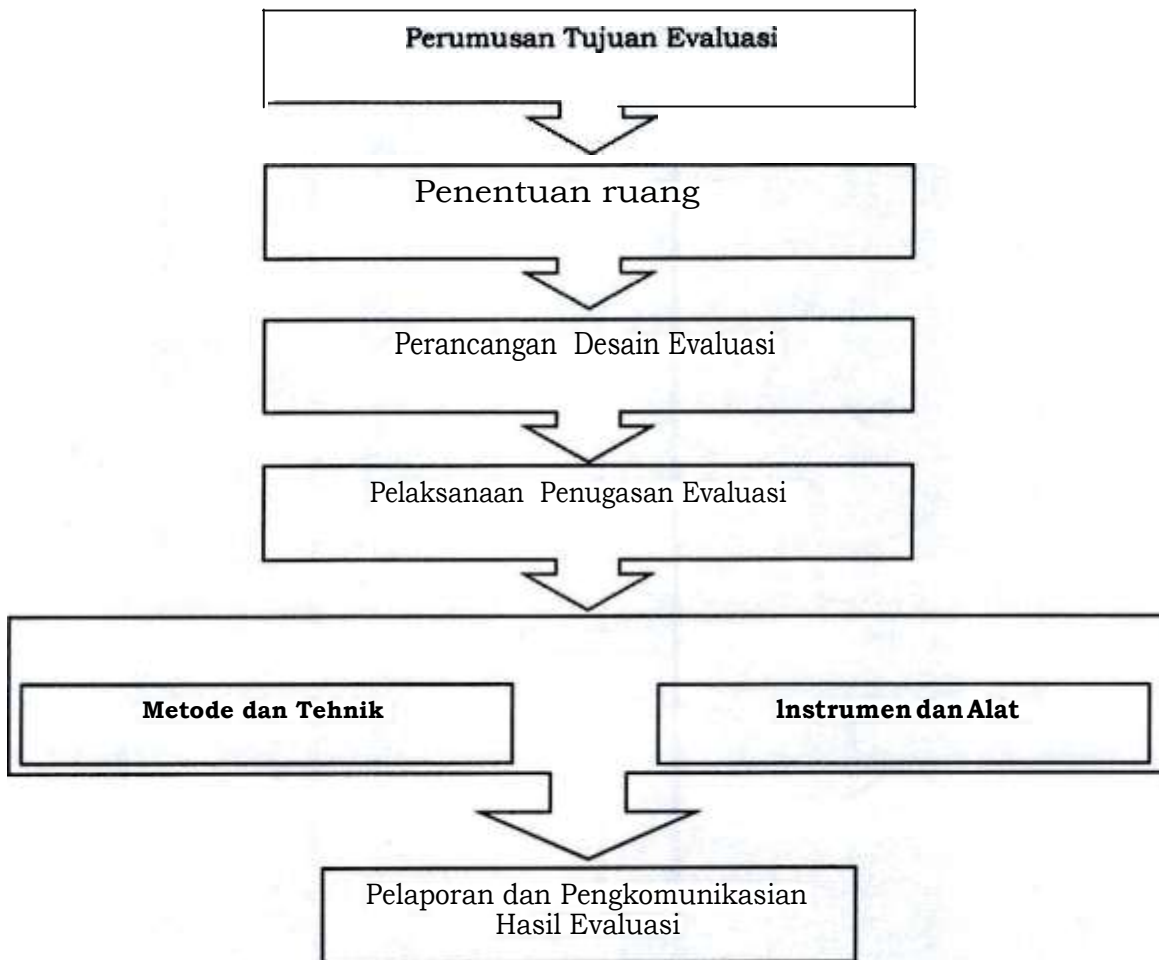 Perumusan Tujuan Evaluasi
Penentuan ruang
Perancangan Desain Evaluasi
Pelaksanaan Penugasan Evaluasi
Metode dan Tehnik
lnstrumen dan Alat
Pelaporan dan Pengkomunikasian
Hasil Evaluasi